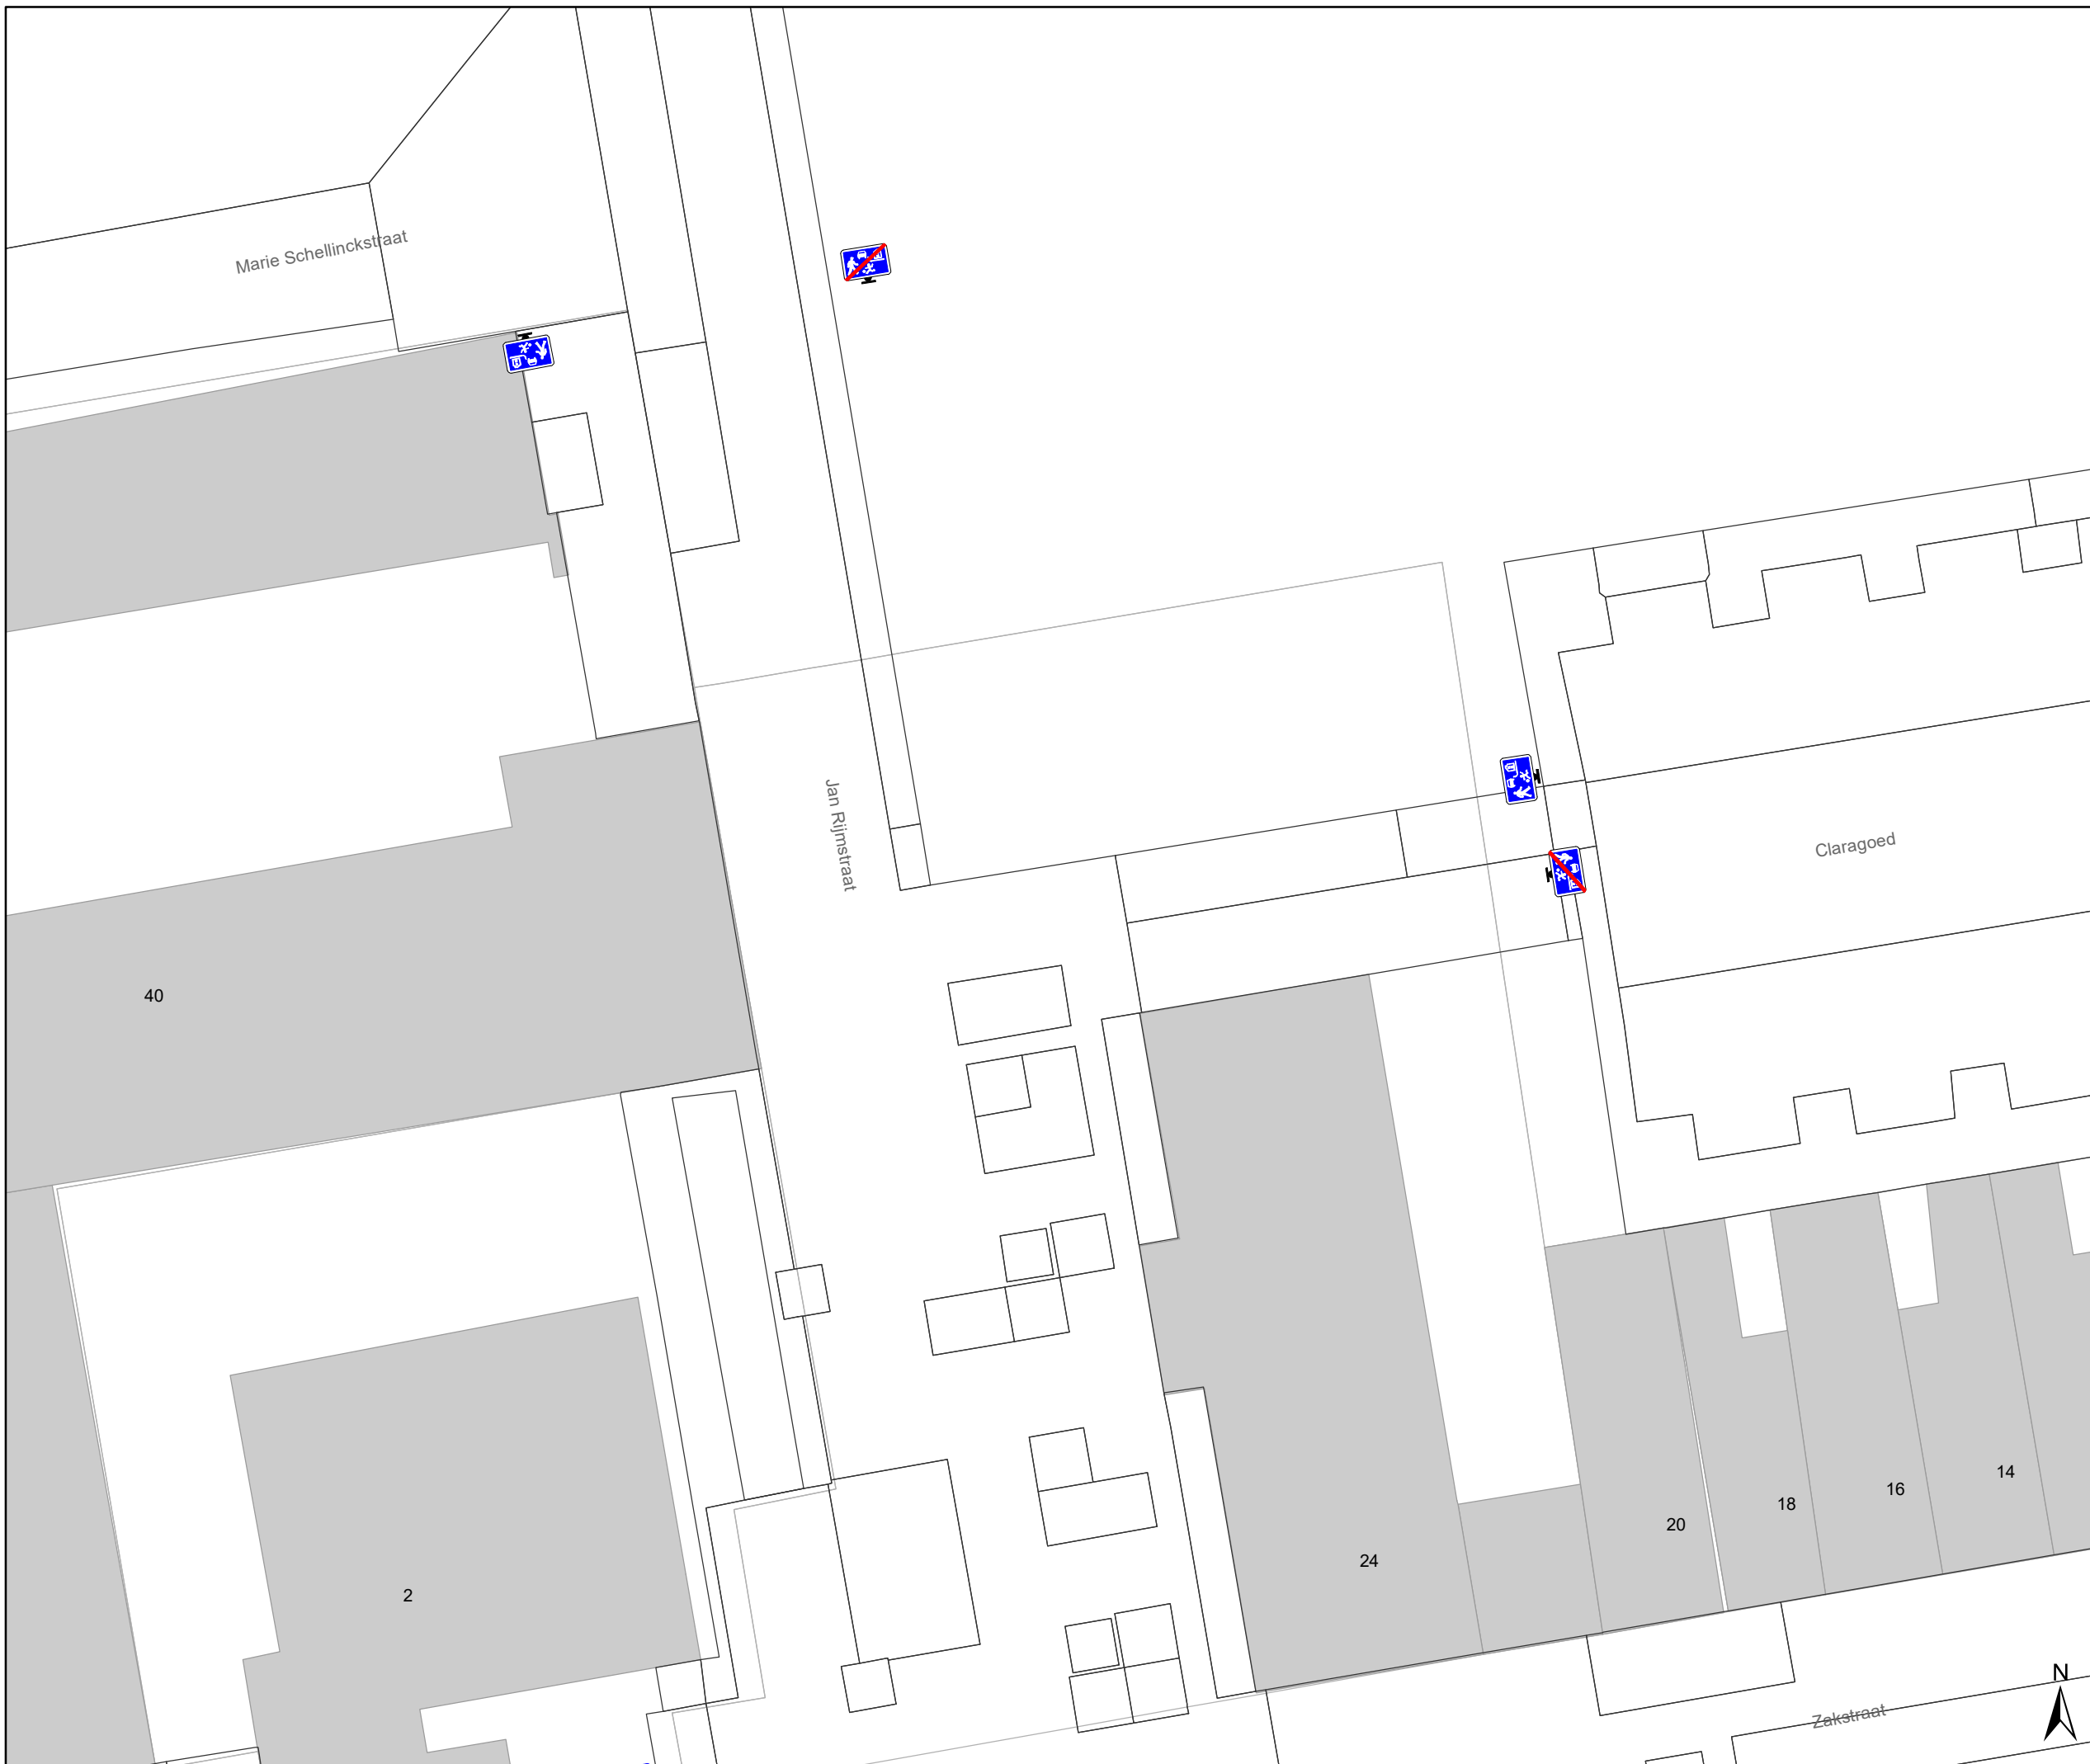 Marie Schellinckstraat
Jan Rijmstraat
Claragoed
40
14
16
18
20
24
2
N
Zakstraat